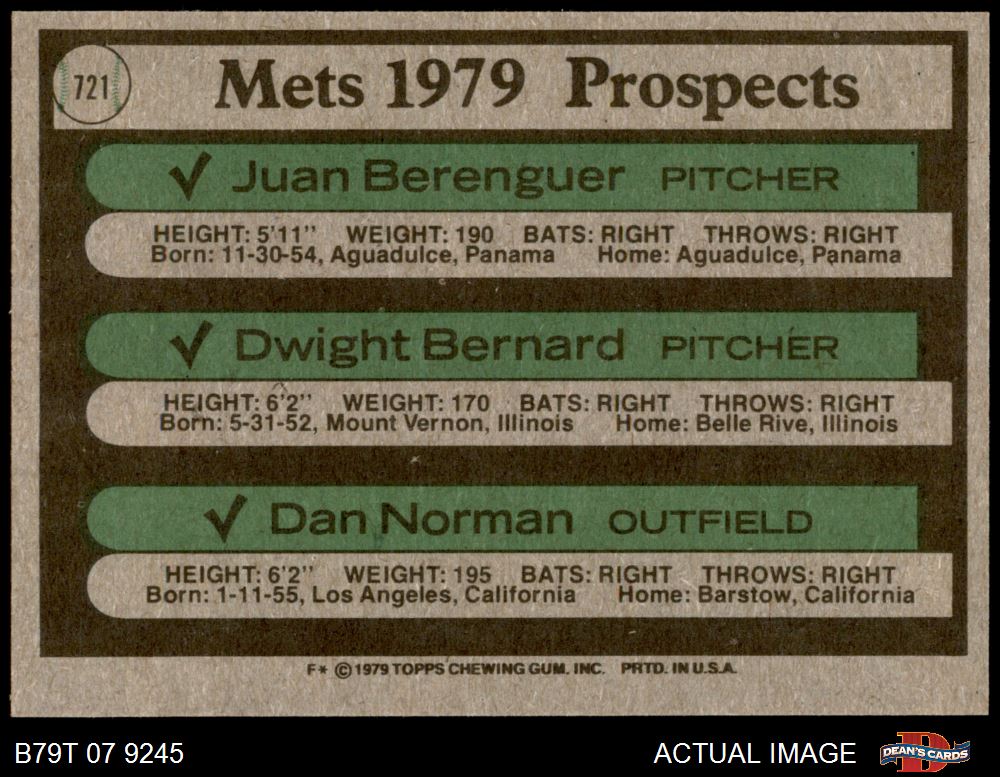 721
Mets 1979 Prospects
✓ Juan Berenguer PITCHER
HEIGHT: 5'11" WEIGHT: 190 BATS: RIGHT THROWS: RIGHT
Born: 11-30-54, Aguadulce, Panama Home: Aguadulce, Panama
✓ Dwight Bernard PITCHER
HEIGHT: 6'2" WEIGHT: 170 BATS: RIGHT THROWS: RIGHT
Born: 5-31-52, Mount Vernon, Illinois Home: Belle Rive, Illinois
✓ Dan Norman OUTFIELD
HEIGHT: 6'2" WEIGHT: 195 BATS: RIGHT THROWS: RIGHT
Born: 1-11-55, Los Angeles, California Home: Barstow, California
F* © 1979 TOPPS CHEWING GUM. INC. PRTD. IN U.S.A.
B79T 07 9245 ACTUAL IMAGE DEAN'S CARDS